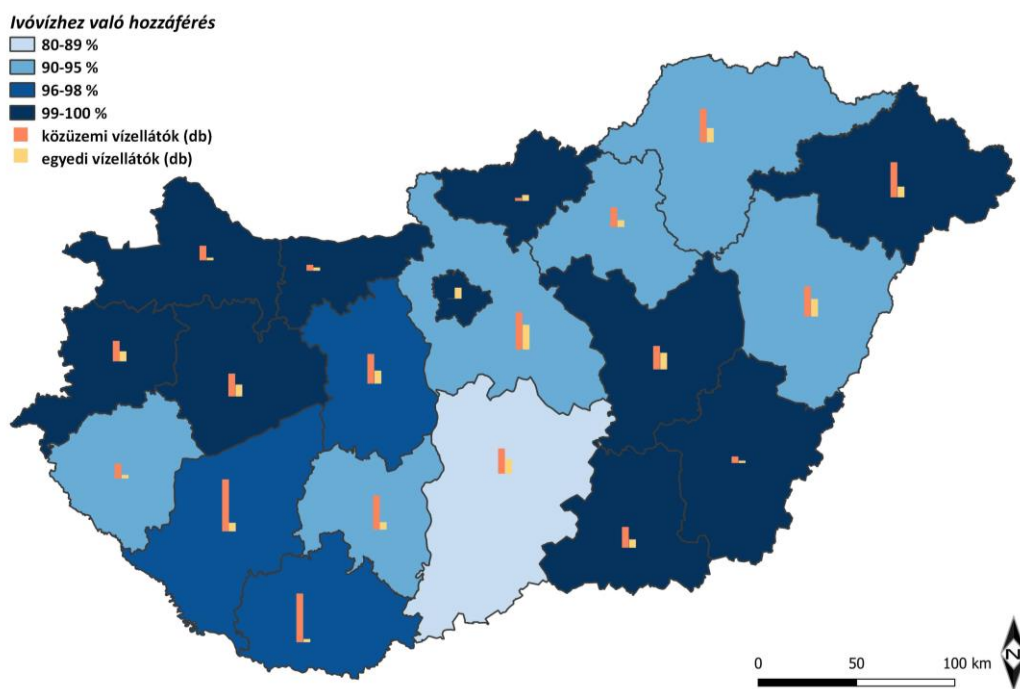 Ivóvízhez való hozzáférés
80-89 %
90-95 %
96-98 %
99-100 %
közüzemi vízellátók (db)
egyedi vízellátók (db)
0 50 100 km
N